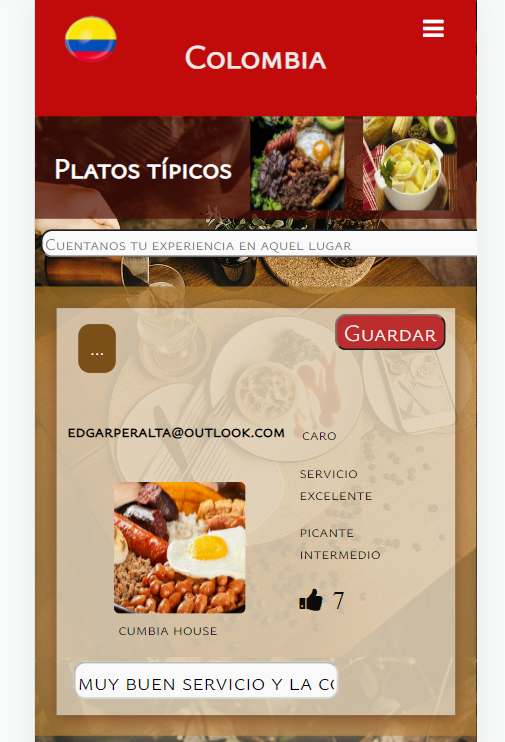 Colombia
Platos típicos
Cuentanos tu experiencia en aquel lugar
...
Guardar
edgarperalta@outlook.com
caro
servicio
excelente
picante
intermedio
7
cumbia house
muy buen servicio y la co